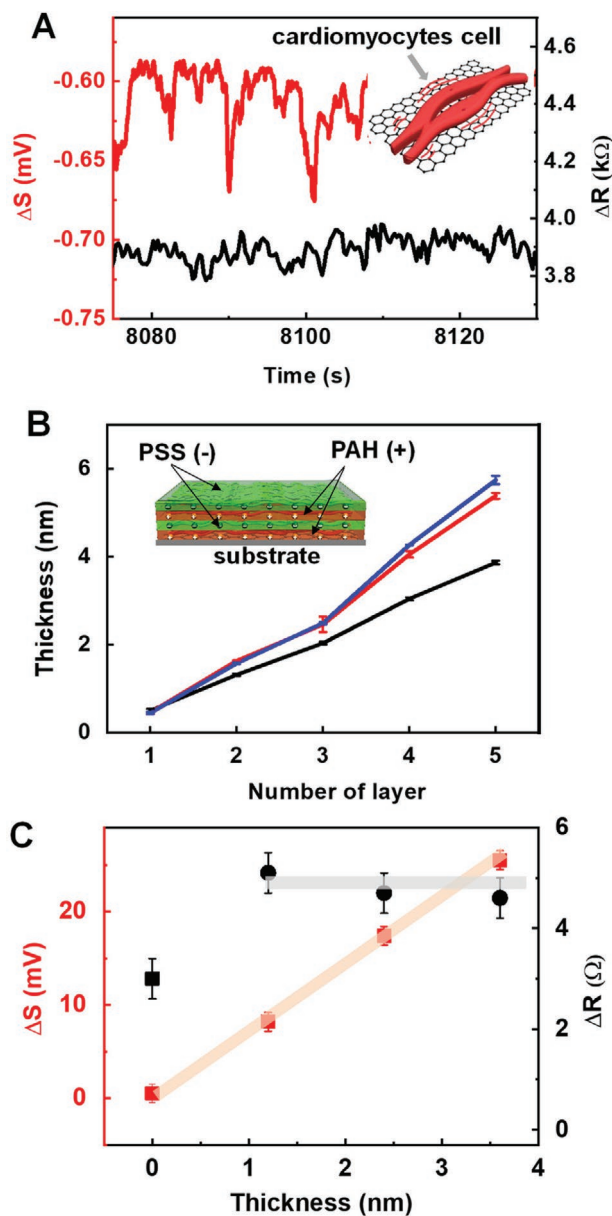 A
cardiomyocytes cell
-0.60
-0.65
-0.70
-0.75
ΔS (mV)
4.6
4.4
4.2
4.0
3.8
ΔR (kΩ)
8080
8100
8120
Time (s)
B
PSS (-)
PAH (+)
substrate
6
4
2
0
Thickness (nm)
1
2
3
4
5
Number of layer
C
20
10
0
ΔS (mV)
6
4
2
0
ΔR (Ω)
0
1
2
3
4
Thickness (nm)